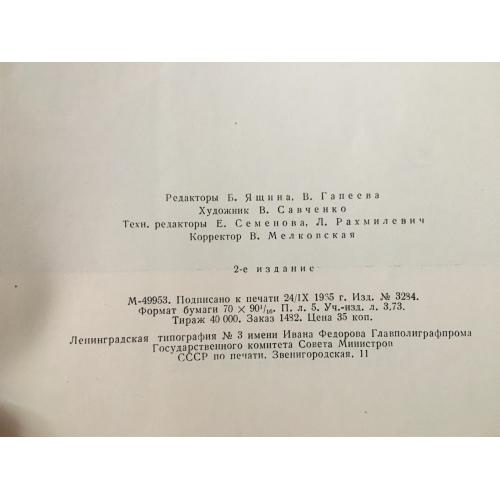 Редакторы Б. Ящина, В. Гапеева
Художник В. Савченко
Техн. редакторы Е. Семенова, Л. Рахмилевич
Корректор В. Мелковская
2-е издание
М-49953. Подписано к печати 24/IX 1965 г. Изд. № 3284.
Формат бумаги 70 × 90¹/₁₆. П. л. 5. Уч.-изд. л. 3,73.
Тираж 40 000. Заказ 1482. Цена 35 коп.
Ленинградская типография № 3 имени Ивана Федорова Главполиграфпрома
Государственного комитета Совета Министров
СССР по печати. Звенигородская, 11